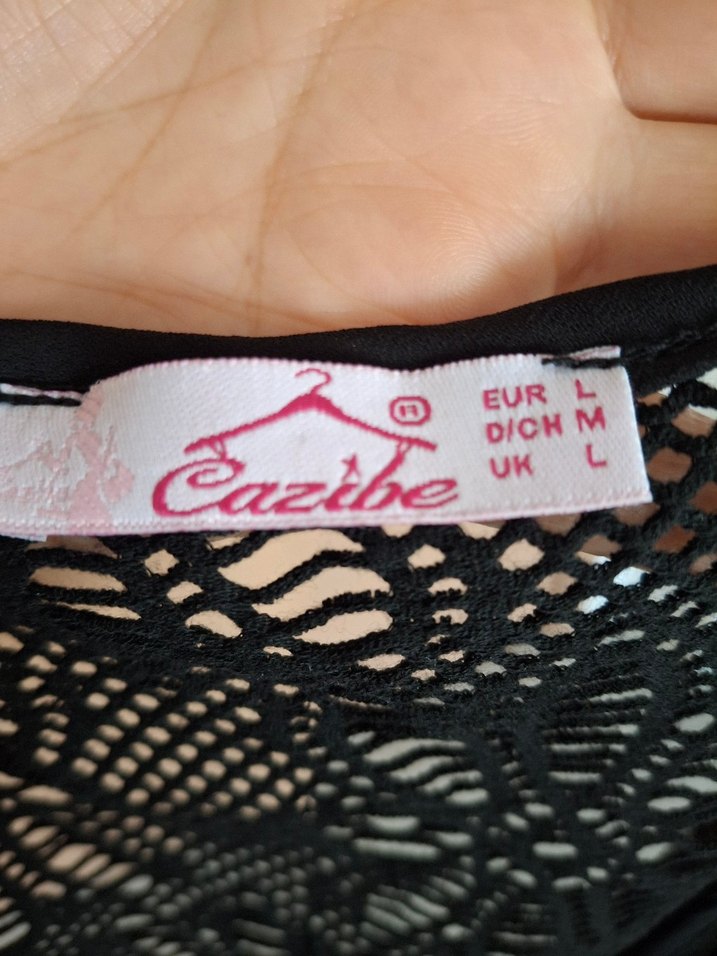 Cazibe ®
EUR L
D/CH M
UK L